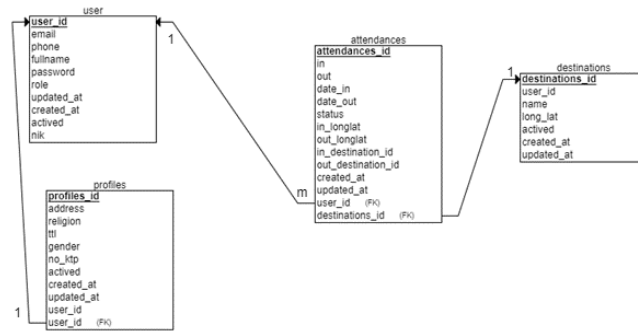 user
user_id
email
phone
fullname
password
role
updated_at
created_at
actived
nik
1
profiles
profiles_id
address
religion
ttl
gender
no_ktp
actived
created_at
updated_at
user_id
user_id (FK)
1
attendances
attendances_id
in
out
date_in
date_out
status
in_longlat
out_longlat
in_destination_id
out_destination_id
created_at
updated_at
user_id (FK)
destinations_id (FK)
m
1
destinations
destinations_id
user_id
name
long_lat
actived
created_at
updated_at